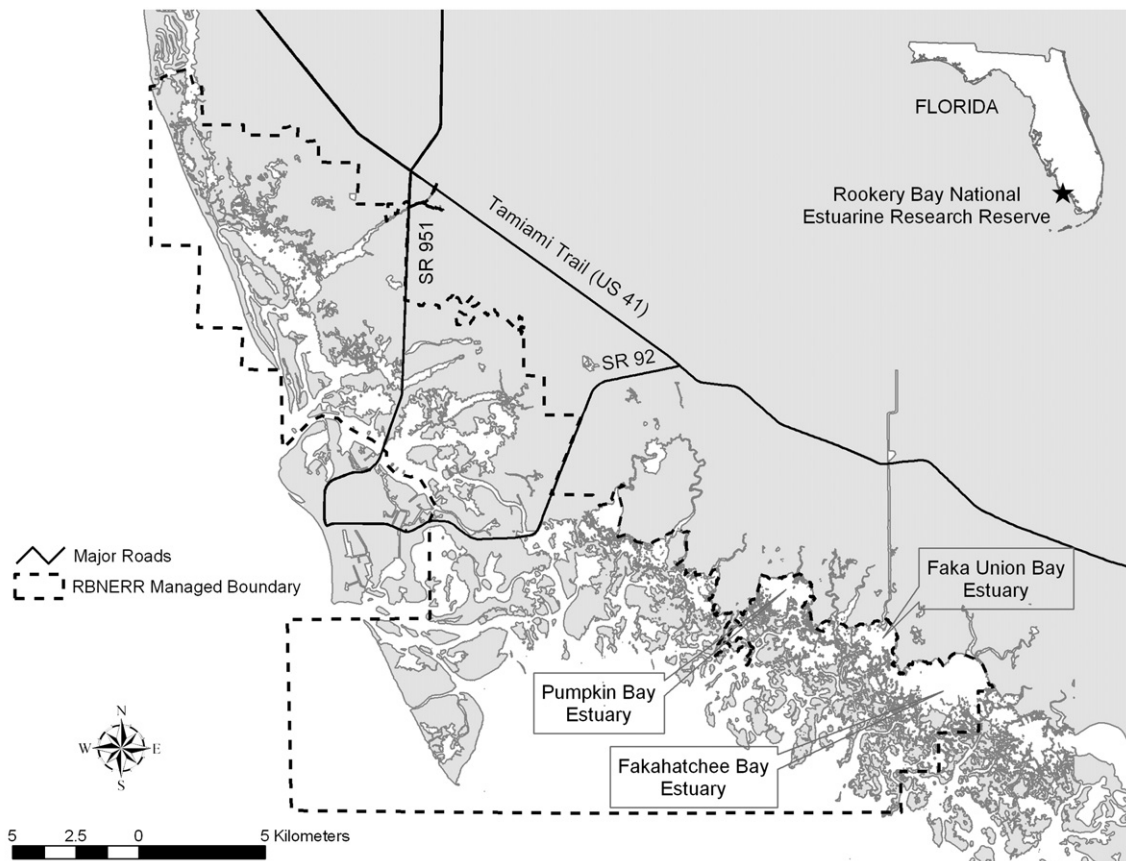 FLORIDA
Rookery Bay National
Estuarine Research Reserve
Tamiami Trail (US 41)
SR 951
SR 92
Major Roads
RBNERR Managed Boundary
Faka Union Bay
Estuary
Pumpkin Bay
Estuary
Fakahatchee Bay
Estuary
N
W E
S
5 2.5 0 5 Kilometers